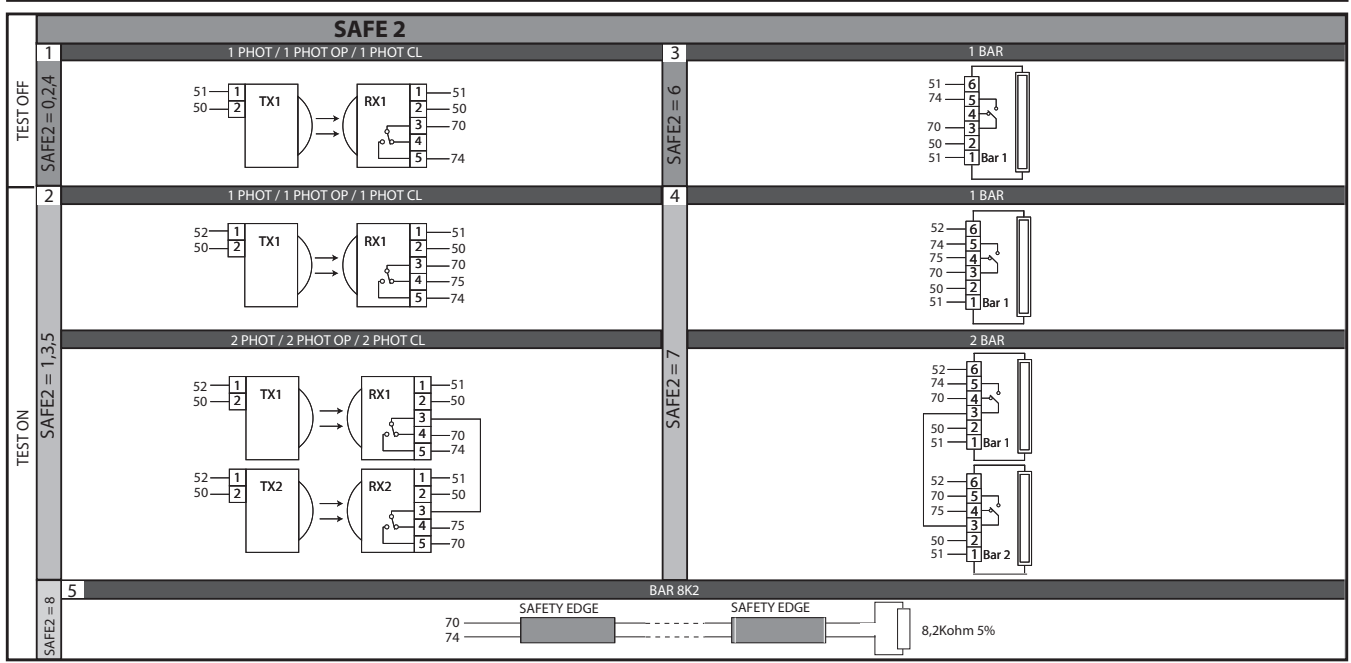 SAFE 2
TEST OFF
1
1 PHOT / 1 PHOT OP / 1 PHOT CL
SAFE2 = 0,2,4
51 1
50 2
TX1
RX1
1 51
2 50
3 70
4
5 74
3
1 BAR
SAFE2 = 6
51 6
74 5
4
70 3
50 2
51 1 Bar 1
TEST ON
2
1 PHOT / 1 PHOT OP / 1 PHOT CL
SAFE2 = 1,3,5
52 1
50 2
TX1
RX1
1 51
2 50
3 70
4 75
5 74
2 PHOT / 2 PHOT OP / 2 PHOT CL
52 1
50 2
TX1
RX1
1 51
2 50
3
4 70
5 74
52 1
50 2
TX2
RX2
1 51
2 50
3
4 75
5 70
4
1 BAR
SAFE2 = 7
52 6
74 5
75 4
70 3
50 2
51 1 Bar 1
2 BAR
52 6
74 5
70 4
3
50 2
51 1 Bar 1
52 6
70 5
75 4
3
50 2
51 1 Bar 2
SAFE2 = 8
5
BAR 8K2
70
74
SAFETY EDGE
SAFETY EDGE
8,2Kohm 5%